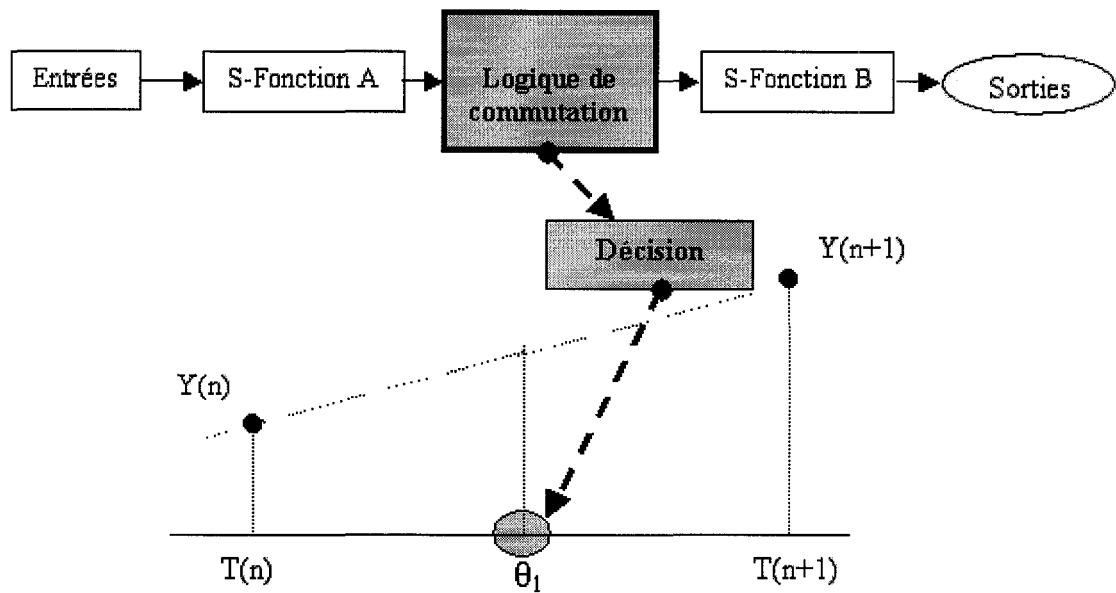 Entrées
S-Fonction A
Logique de
commutation
S-Fonction B
Sorties
Décision
Y(n+1)
Y(n)
T(n)
θ1
T(n+1)